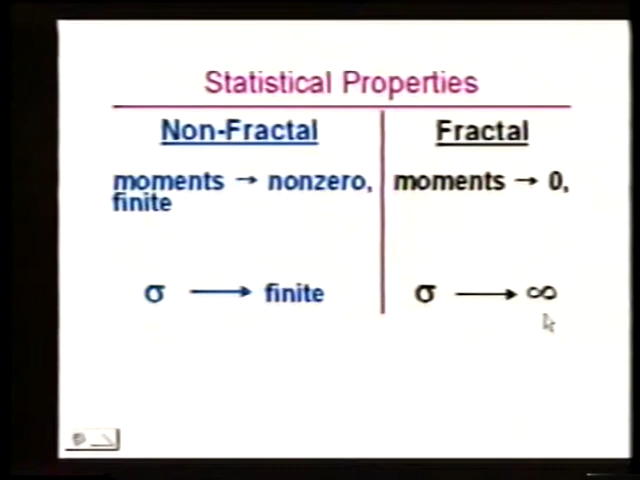 Statistical Properties
Non-Fractal
Fractal
moments → nonzero,
finite
moments → 0,
σ → finite
σ → ∞